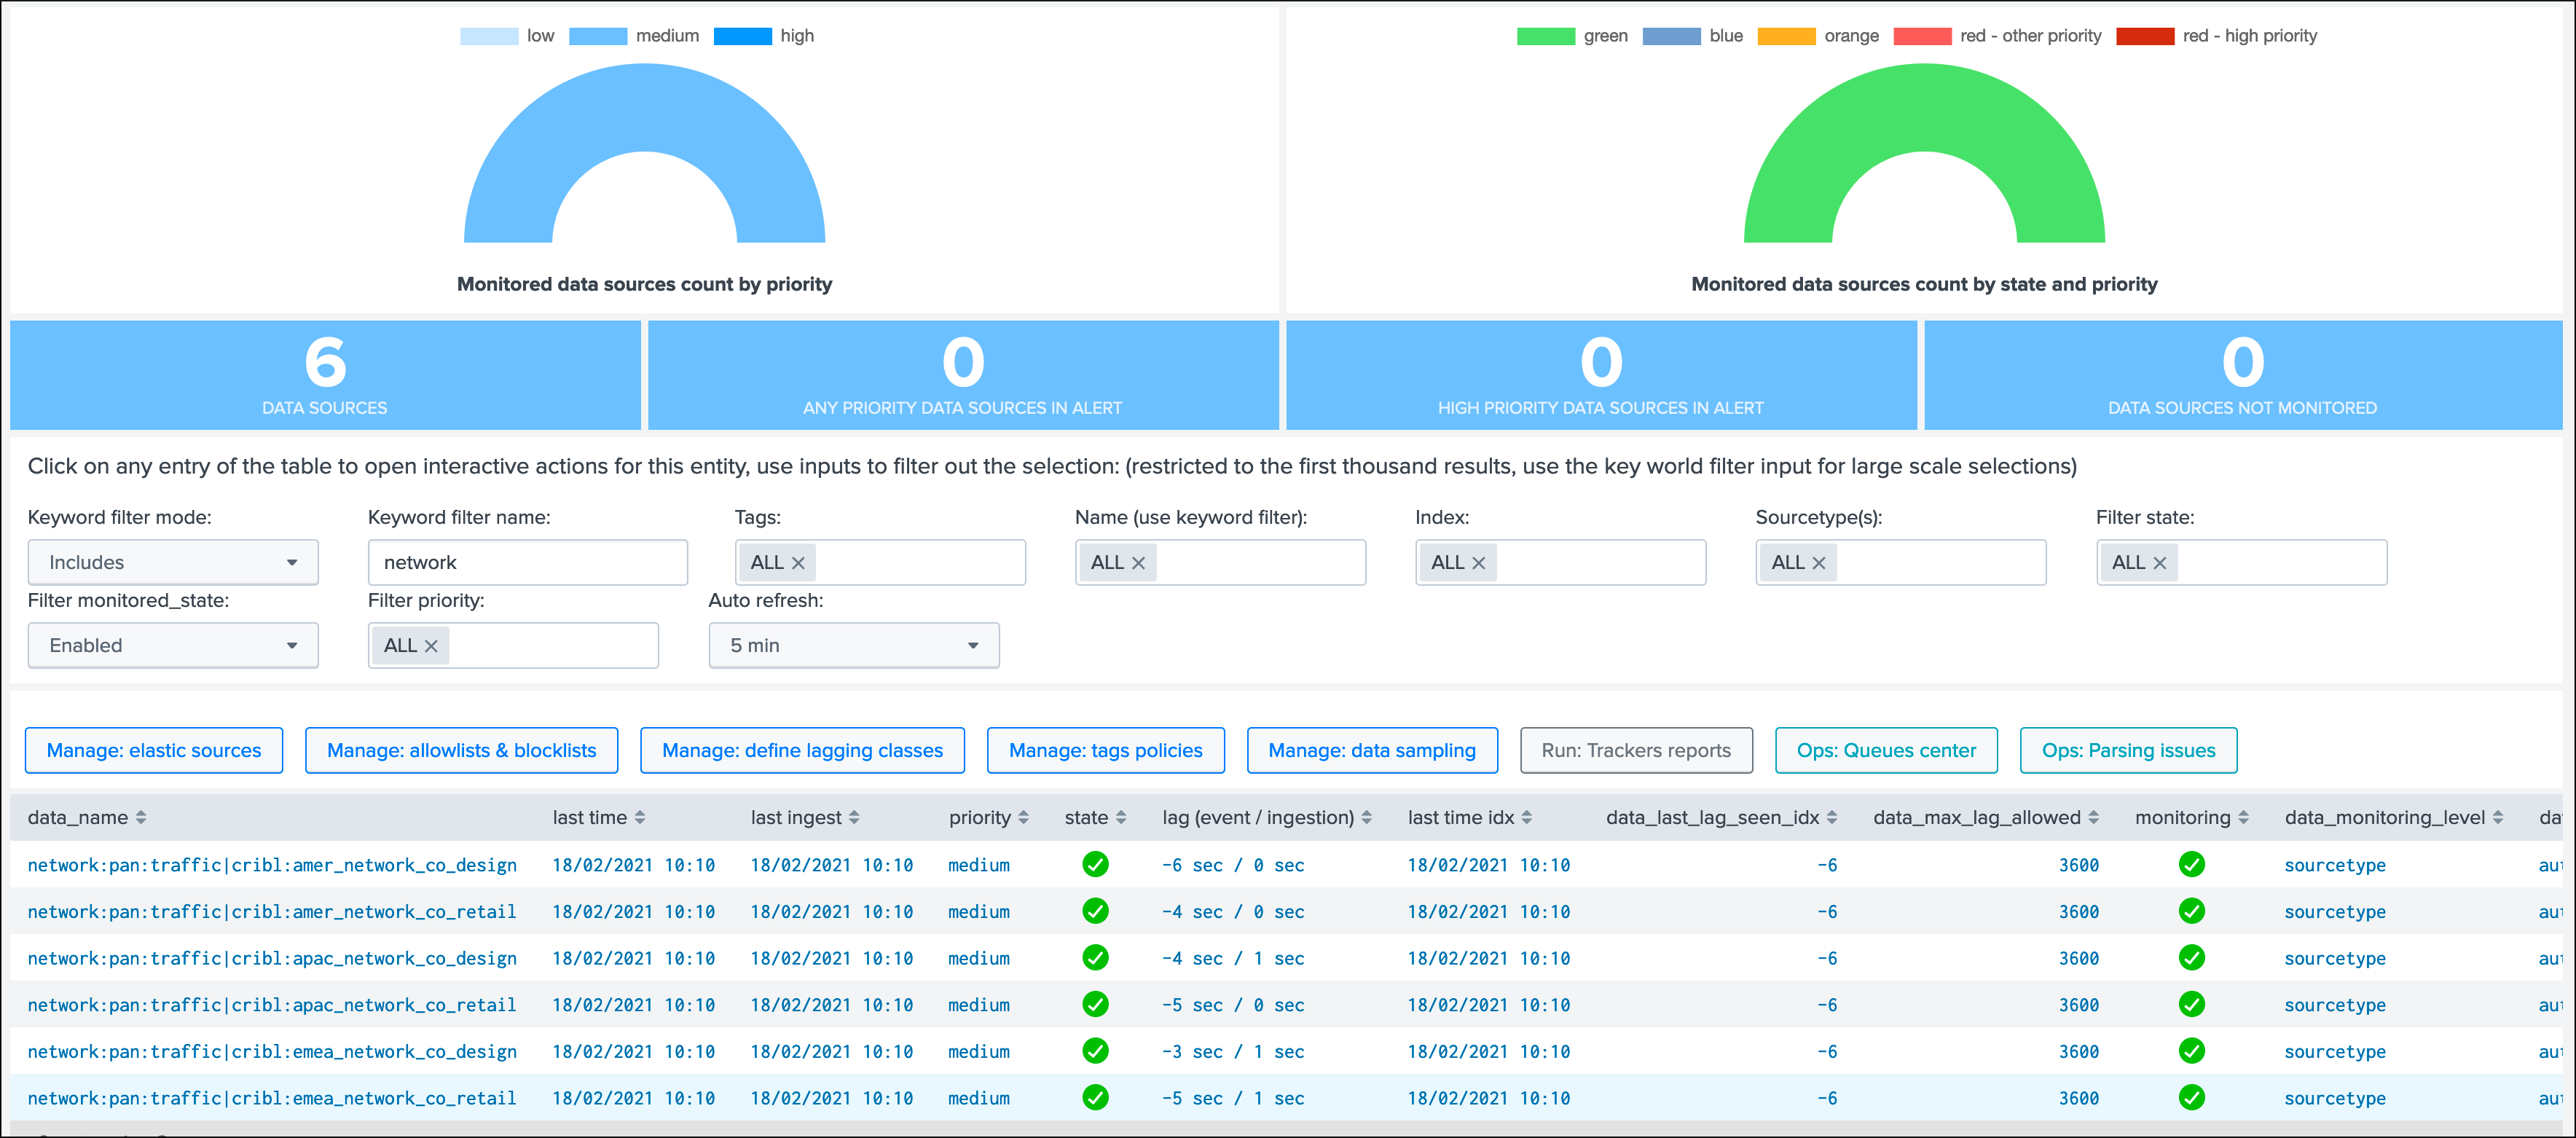 low medium high
green blue orange red - other priority red - high priority
Monitored data sources count by priority
Monitored data sources count by state and priority
6 0 0 0
DATA SOURCES ANY PRIORITY DATA SOURCES IN ALERT HIGH PRIORITY DATA SOURCES IN ALERT DATA SOURCES NOT MONITORED
Click on any entry of the table to open interactive actions for this entity, use inputs to filter out the selection: (restricted to the first thousand results, use the key world filter input for large scale selections)
Keyword filter mode: Keyword filter name: Tags: Name (use keyword filter): Index: Sourcetype(s): Filter state:
Includes network ALL ALL ALL ALL ALL
Filter monitored_state: Filter priority: Auto refresh:
Enabled ALL 5 min
Manage: elastic sources Manage: allowlists & blocklists Manage: define lagging classes Manage: tags policies Manage: data sampling Run: Trackers reports Ops: Queues center Ops: Parsing issues
data_name last time last ingest priority state lag (event / ingestion) last time idx data_last_lag_seen_idx data_max_lag_allowed monitoring data_monitoring_level
network:pan:traffic|cribl:amer_network_co_design 18/02/2021 10:10 18/02/2021 10:10 medium -6 sec / 0 sec 18/02/2021 10:10 -6 3600 sourcetype
network:pan:traffic|cribl:amer_network_co_retail 18/02/2021 10:10 18/02/2021 10:10 medium -4 sec / 0 sec 18/02/2021 10:10 -6 3600 sourcetype
network:pan:traffic|cribl:apac_network_co_design 18/02/2021 10:10 18/02/2021 10:10 medium -4 sec / 1 sec 18/02/2021 10:10 -6 3600 sourcetype
network:pan:traffic|cribl:apac_network_co_retail 18/02/2021 10:10 18/02/2021 10:10 medium -5 sec / 0 sec 18/02/2021 10:10 -6 3600 sourcetype
network:pan:traffic|cribl:emea_network_co_design 18/02/2021 10:10 18/02/2021 10:10 medium -3 sec / 1 sec 18/02/2021 10:10 -6 3600 sourcetype
network:pan:traffic|cribl:emea_network_co_retail 18/02/2021 10:10 18/02/2021 10:10 medium -5 sec / 1 sec 18/02/2021 10:10 -6 3600 sourcetype